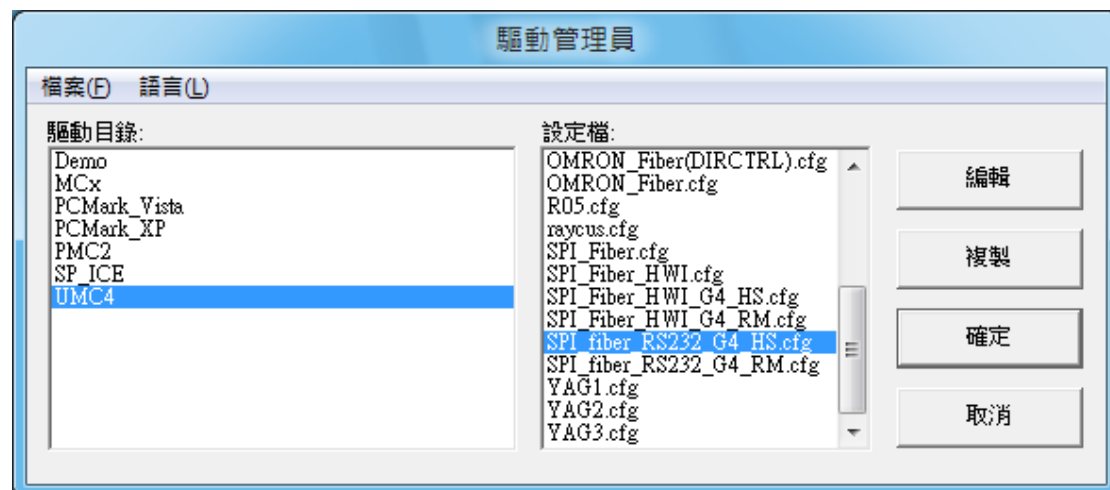 驅動管理員
檔案(F) 語言(L)
驅動目錄:
Demo
MCx
PCMark_Vista
PCMark_XP
PMC2
SP_ICE
UMC4
設定檔:
OMRON_Fiber(DIRCTRL).cfg
OMRON_Fiber.cfg
R05.cfg
raycus.cfg
SPI_Fiber.cfg
SPI_Fiber_HWI.cfg
SPI_Fiber_HWI_G4_HS.cfg
SPI_Fiber_HWI_G4_RM.cfg
SPI_fiber_RS232_G4_HS.cfg
SPI_fiber_RS232_G4_RM.cfg
YAG1.cfg
YAG2.cfg
YAG3.cfg
編輯
複製
確定
取消